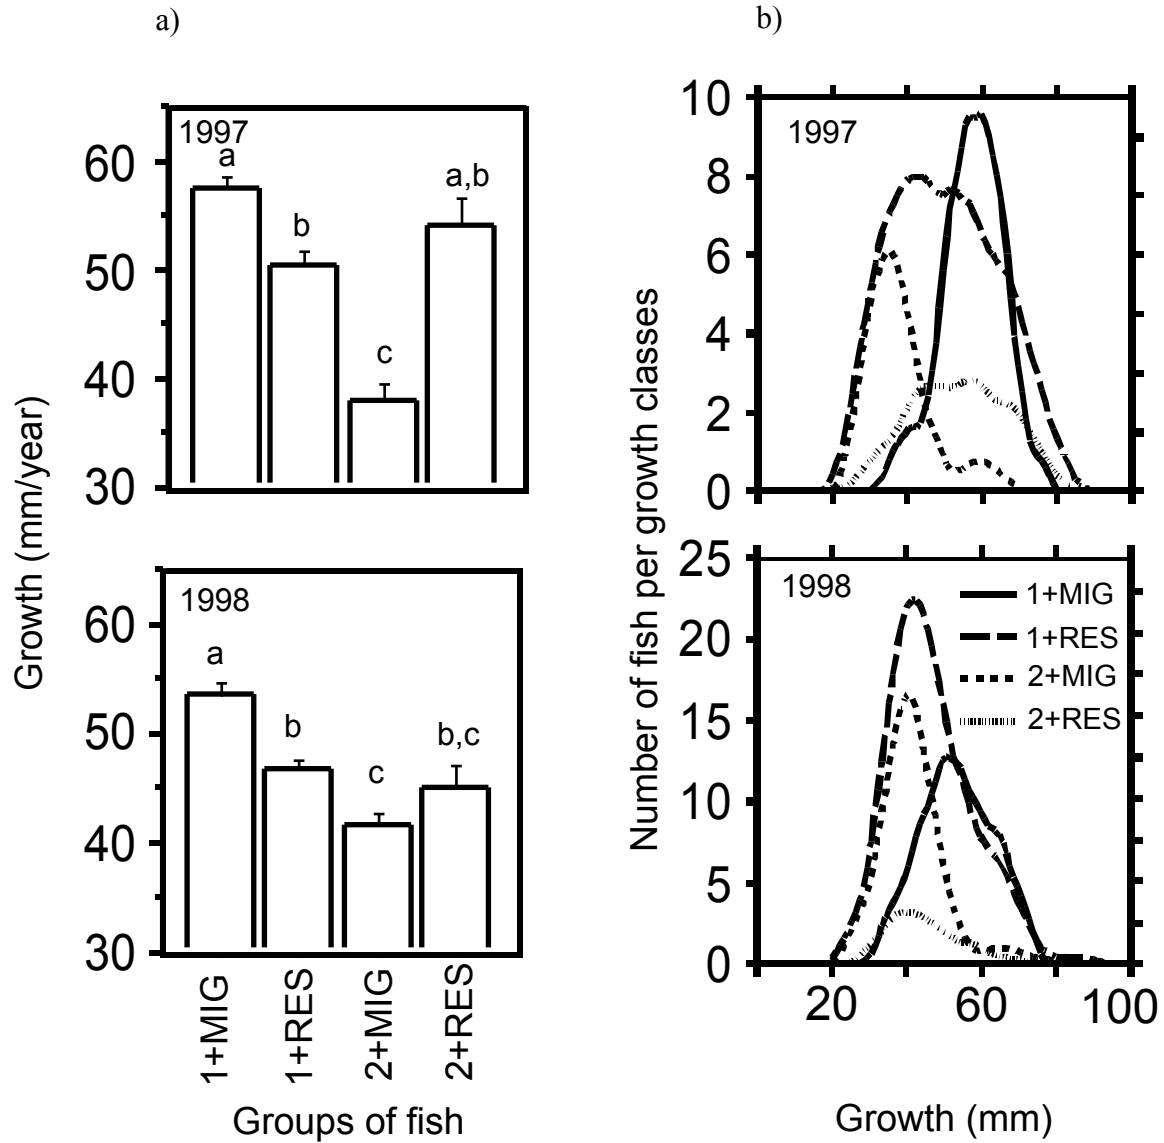 a)
b)
Growth (mm/year)
1997
60
50
40
30
a
b
c
a,b
1998
60
50
40
30
a
b
c
b,c
1+MIG
1+RES
2+MIG
2+RES
Groups of fish
Number of fish per growth classes
10
8
6
4
2
0
1997
25
20
15
10
5
0
1998
1+MIG
1+RES
2+MIG
2+RES
20
60
100
Growth (mm)